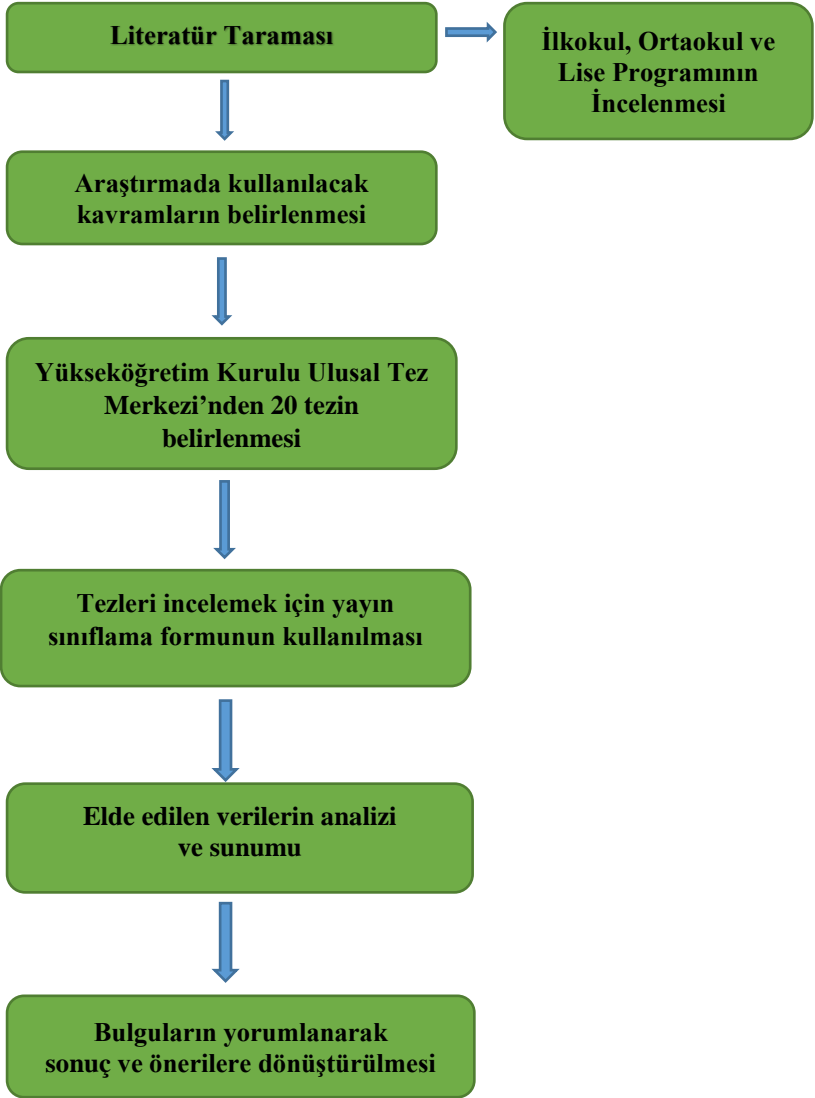 Literatür Taraması
İlkokul, Ortaokul ve
Lise Programının
İncelenmesi
Araştırmada kullanılacak
kavramların belirlenmesi
Yükseköğretim Kurulu Ulusal Tez
Merkezi’nden 20 tezin
belirlenmesi
Tezleri incelemek için yayın
sınıflama formunun kullanılması
Elde edilen verilerin analizi
ve sunumu
Bulguların yorumlanarak
sonuç ve önerilere dönüştürülmesi